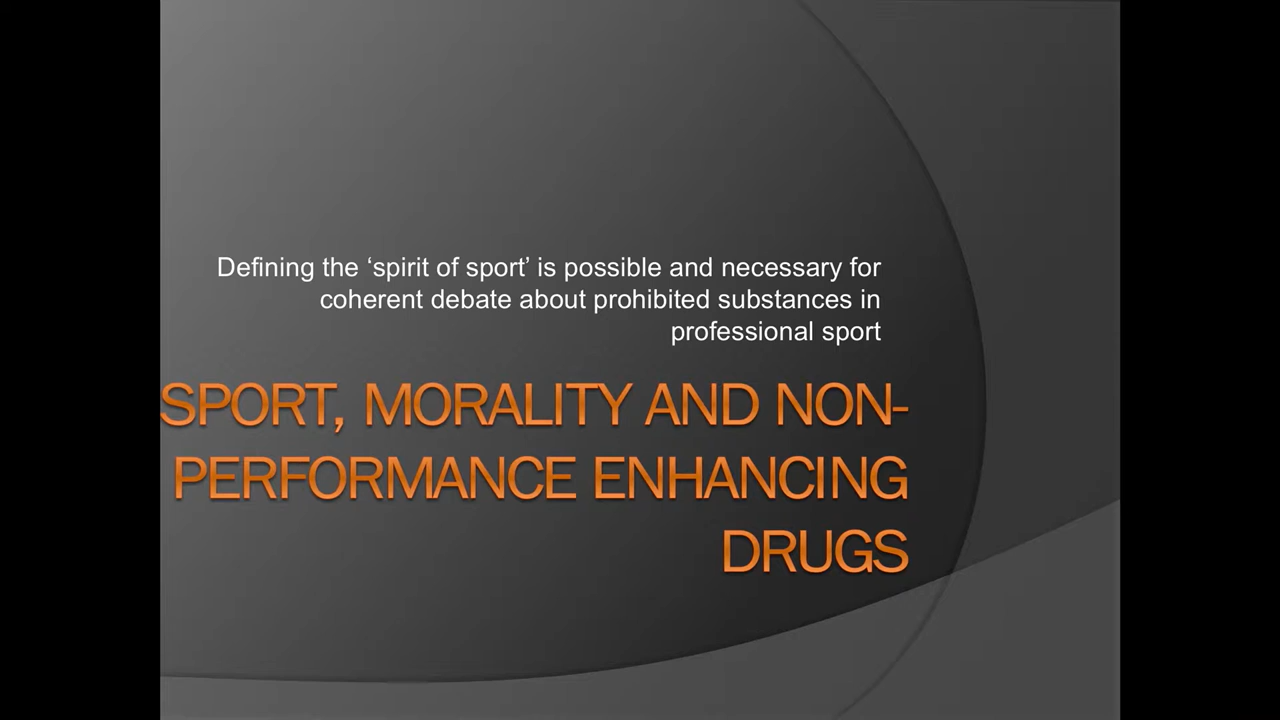 Defining the ‘spirit of sport’ is possible and necessary for
coherent debate about prohibited substances in
professional sport
SPORT, MORALITY AND NON-
PERFORMANCE ENHANCING
DRUGS